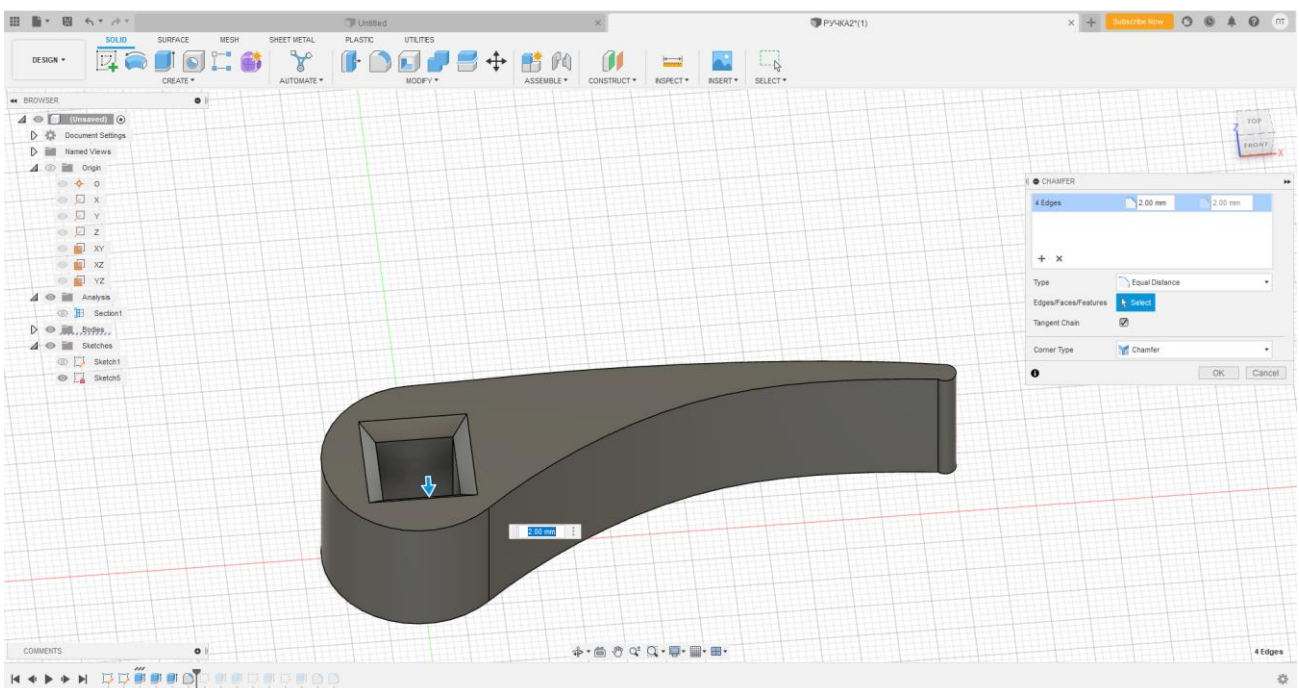 Untitled
РУЧКА2*(1)
Subscribe Now
ПТ
DESIGN
SOLID SURFACE MESH SHEET METAL PLASTIC UTILITIES
CREATE AUTOMATE MODIFY ASSEMBLE CONSTRUCT INSPECT INSERT SELECT
BROWSER
(Unsaved)
Document Settings
Named Views
Origin
O
X
Y
Z
XY
XZ
YZ
Analysis
Section1
Bodies
Sketches
Sketch1
Sketch5
TOP
FRONT
Z
X
CHAMFER
4 Edges 2.00 mm 2.00 mm
Type Equal Distance
Edges/Faces/Features Select
Tangent Chain
Corner Type Chamfer
OK Cancel
2.00 mm
COMMENTS
4 Edges